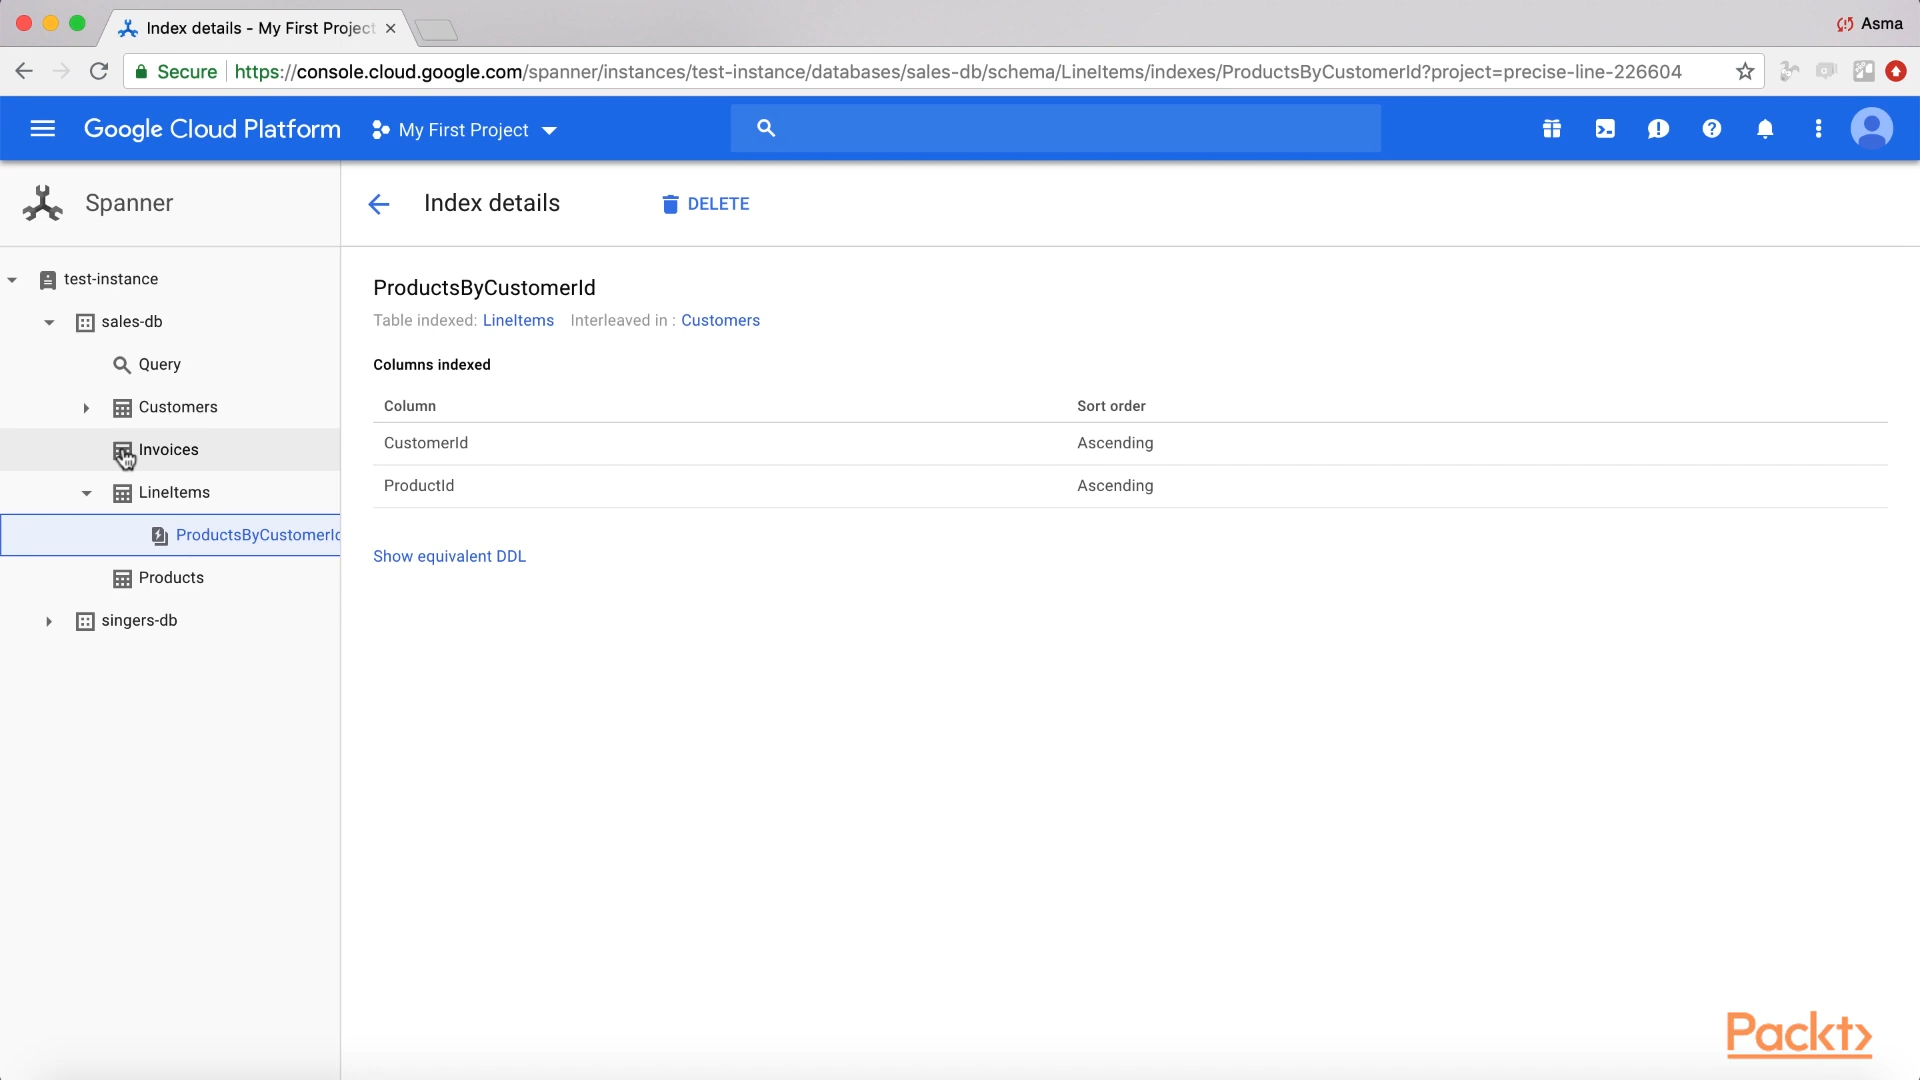 Index details - My First Project
Asma
Secure
https://console.cloud.google.com/spanner/instances/test-instance/databases/sales-db/schema/LineItems/indexes/ProductsByCustomerId?project=precise-line-226604
Google Cloud Platform
My First Project
Spanner
Index details
DELETE
test-instance
sales-db
Query
Customers
Invoices
LineItems
ProductsByCustomerId
Products
singers-db
ProductsByCustomerId
Table indexed: LineItems Interleaved in : Customers
Columns indexed
Column Sort order
CustomerId Ascending
ProductId Ascending
Show equivalent DDL
Packt